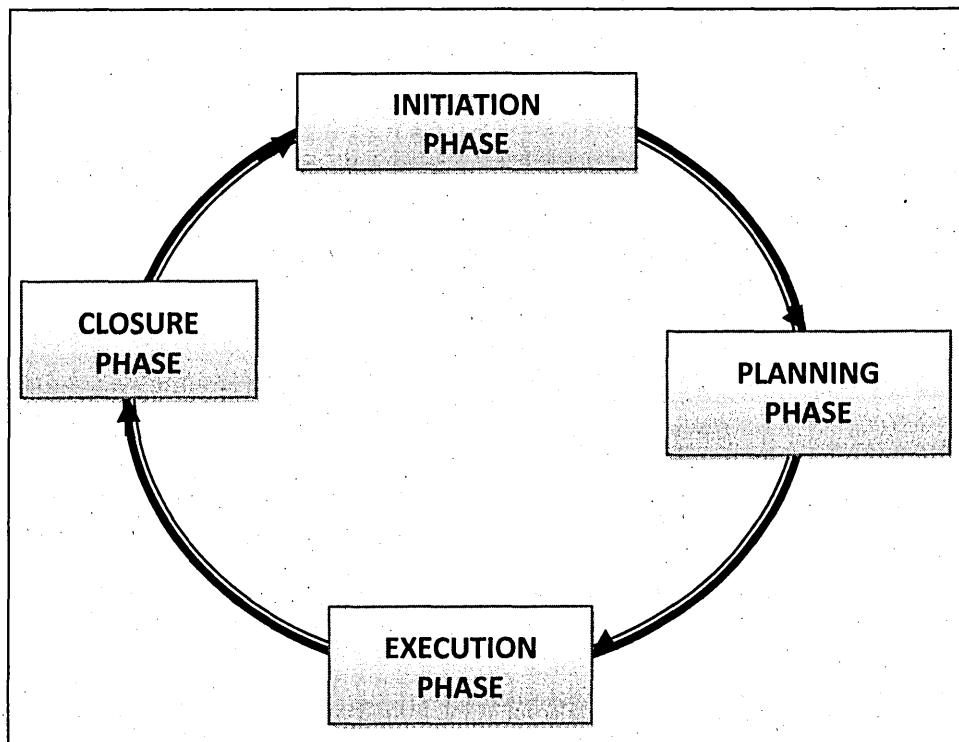 INITIATION
PHASE
PLANNING
PHASE
EXECUTION
PHASE
CLOSURE
PHASE